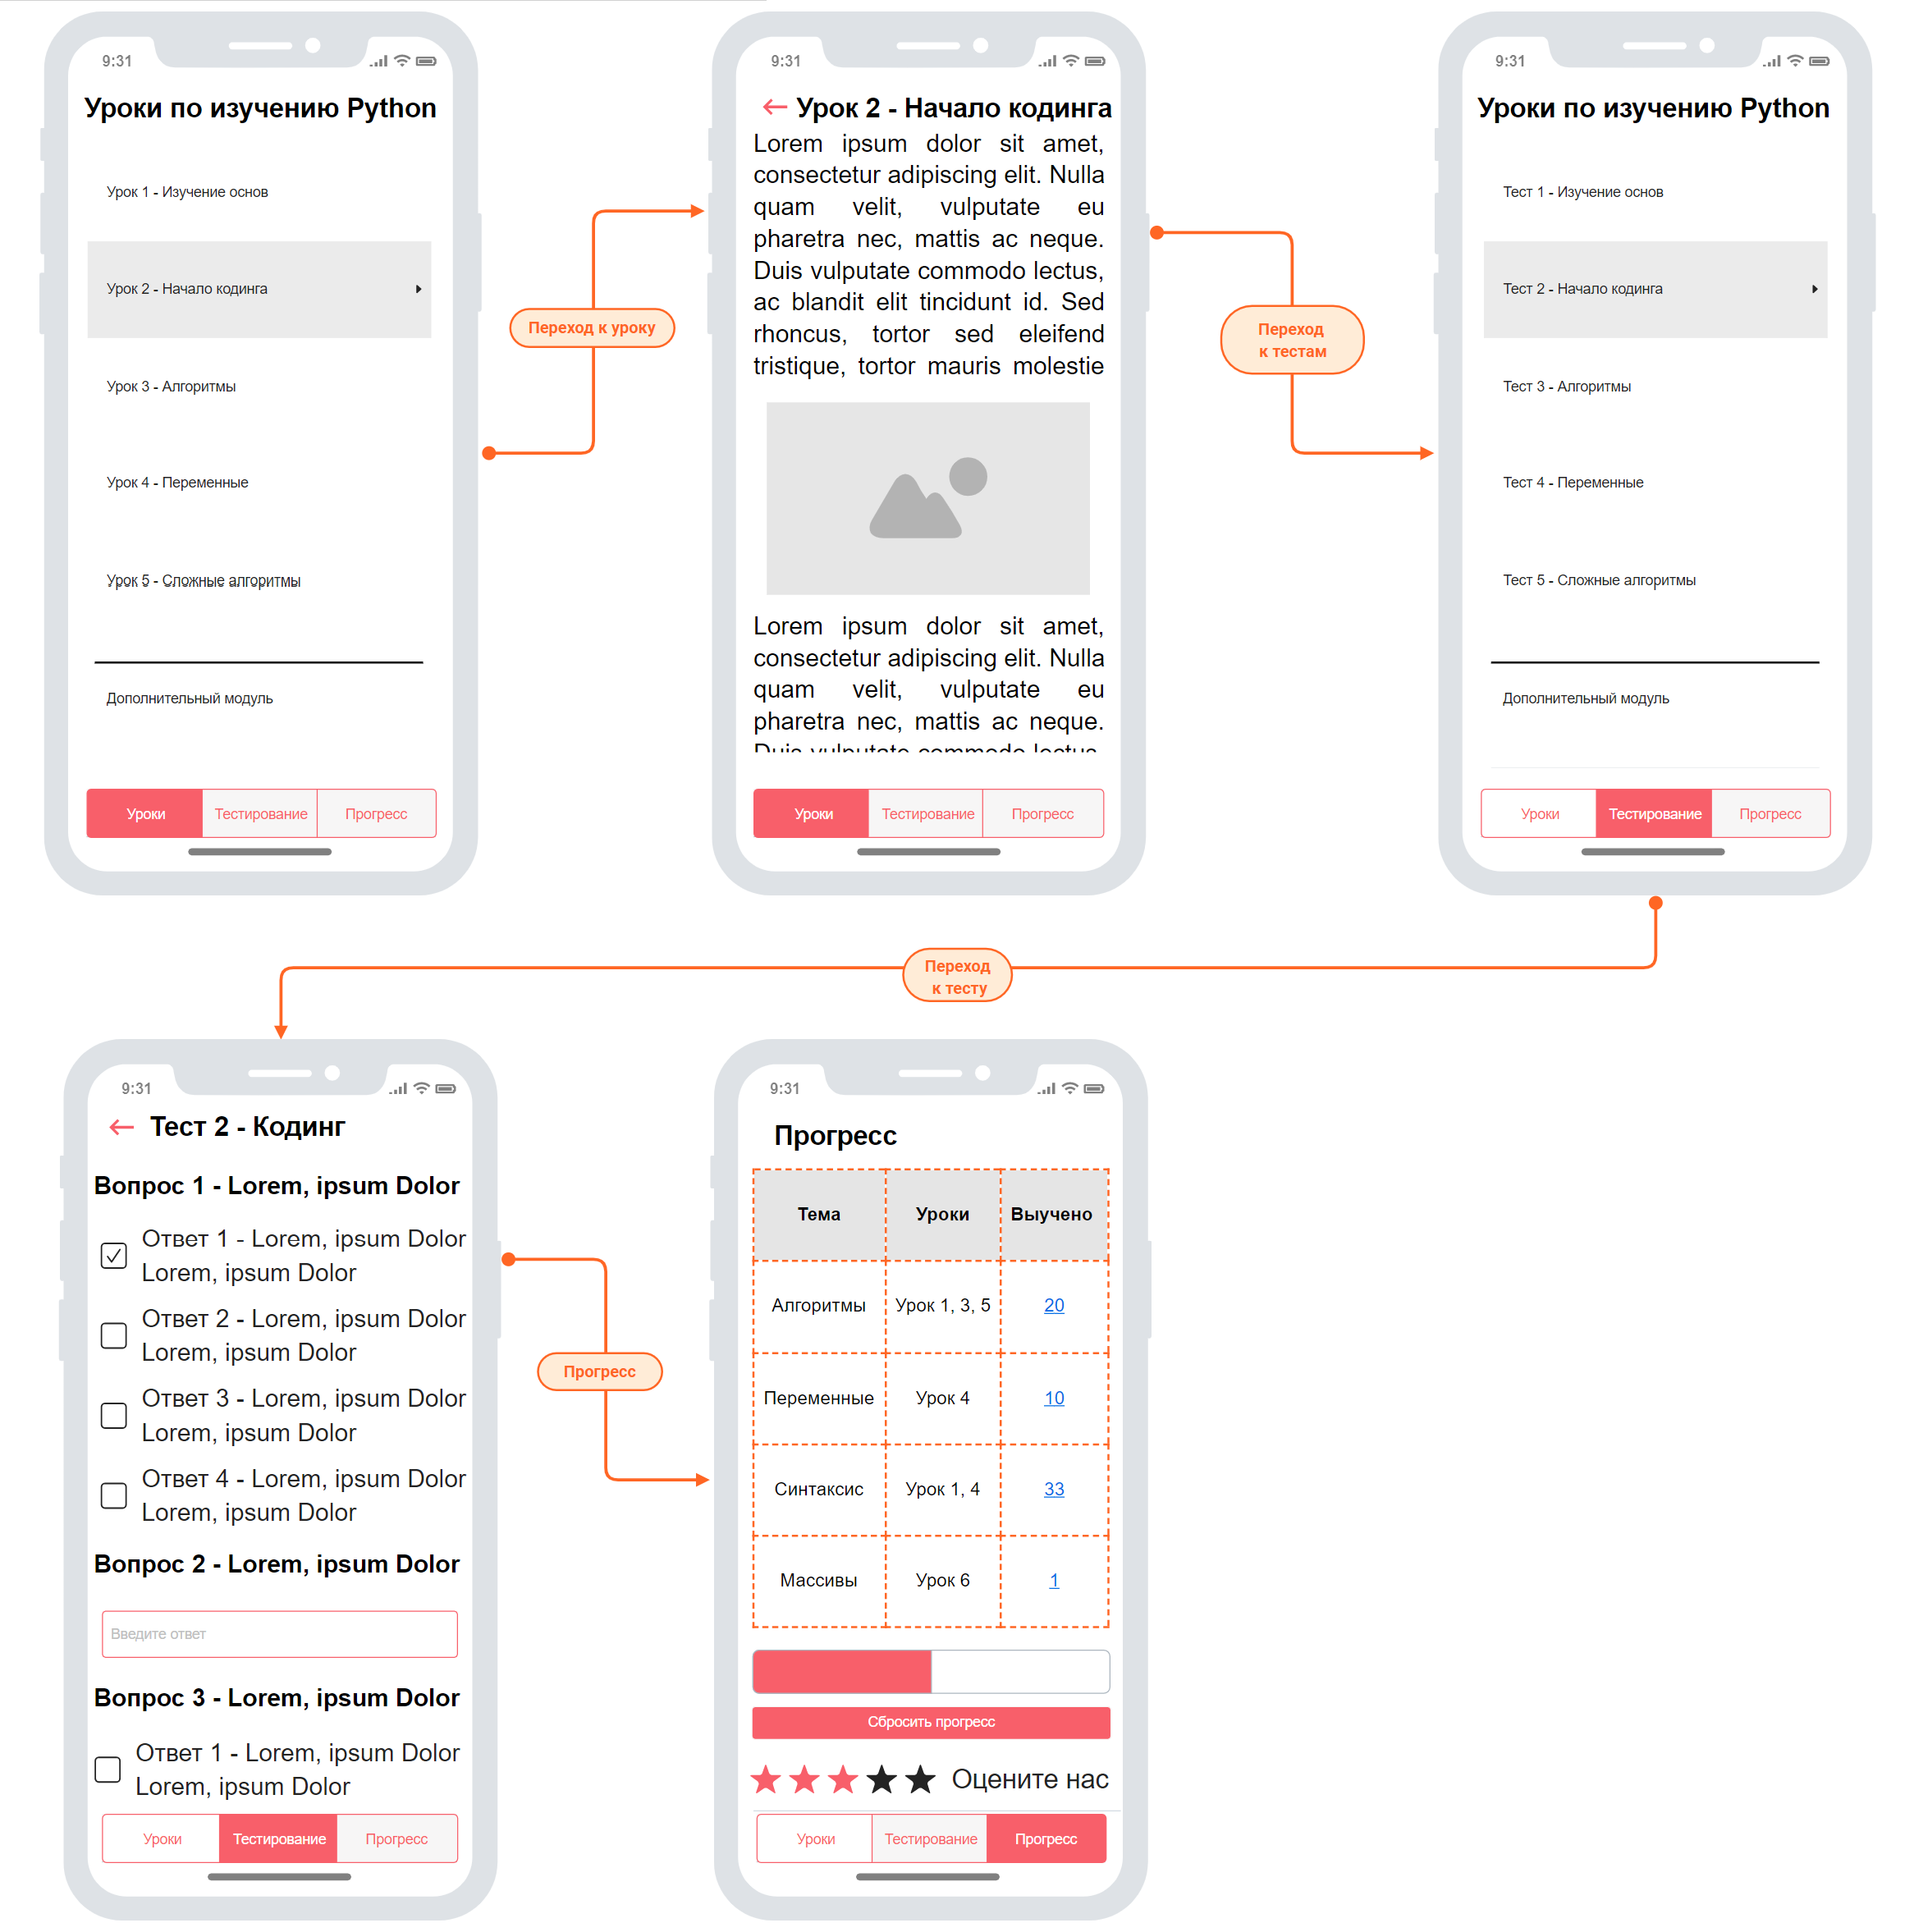 9:31
Уроки по изучению Python
Урок 1 - Изучение основ
Урок 2 - Начало кодинга
Урок 3 - Алгоритмы
Урок 4 - Переменные
Урок 5 - Сложные алгоритмы
Дополнительный модуль
Уроки
Тестирование
Прогресс
Переход к уроку
9:31
Урок 2 - Начало кодинга
Lorem ipsum dolor sit amet,
consectetur adipiscing elit. Nulla
quam velit, vulputate eu
pharetra nec, mattis ac neque.
Duis vulputate commodo lectus,
ac blandit elit tincidunt id. Sed
rhoncus, tortor sed eleifend
tristique, tortor mauris molestie
Lorem ipsum dolor sit amet,
consectetur adipiscing elit. Nulla
quam velit, vulputate eu
pharetra nec, mattis ac neque.
Duis vulputate commodo lectus,
Уроки
Тестирование
Прогресс
Переход
к тестам
9:31
Уроки по изучению Python
Тест 1 - Изучение основ
Тест 2 - Начало кодинга
Тест 3 - Алгоритмы
Тест 4 - Переменные
Тест 5 - Сложные алгоритмы
Дополнительный модуль
Уроки
Тестирование
Прогресс
Переход
к тесту
9:31
Тест 2 - Кодинг
Вопрос 1 - Lorem, ipsum Dolor
Ответ 1 - Lorem, ipsum Dolor
Lorem, ipsum Dolor
Ответ 2 - Lorem, ipsum Dolor
Lorem, ipsum Dolor
Ответ 3 - Lorem, ipsum Dolor
Lorem, ipsum Dolor
Ответ 4 - Lorem, ipsum Dolor
Lorem, ipsum Dolor
Вопрос 2 - Lorem, ipsum Dolor
Введите ответ
Вопрос 3 - Lorem, ipsum Dolor
Ответ 1 - Lorem, ipsum Dolor
Lorem, ipsum Dolor
Уроки
Тестирование
Прогресс
Прогресс
9:31
Прогресс
Тема Уроки Выучено
Алгоритмы Урок 1, 3, 5 20
Переменные Урок 4 10
Синтаксис Урок 1, 4 33
Массивы Урок 6 1
Сбросить прогресс
Оцените нас
Уроки
Тестирование
Прогресс